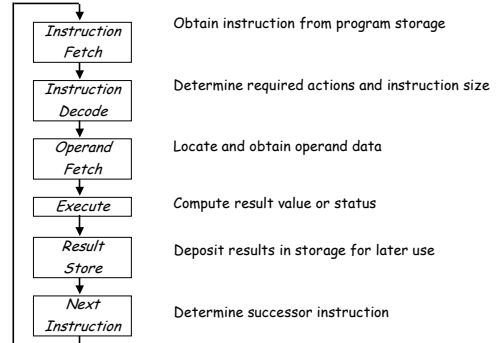 Instruction
Fetch
Obtain instruction from program storage
Instruction
Decode
Determine required actions and instruction size
Operand
Fetch
Locate and obtain operand data
Execute
Compute result value or status
Result
Store
Deposit results in storage for later use
Next
Instruction
Determine successor instruction